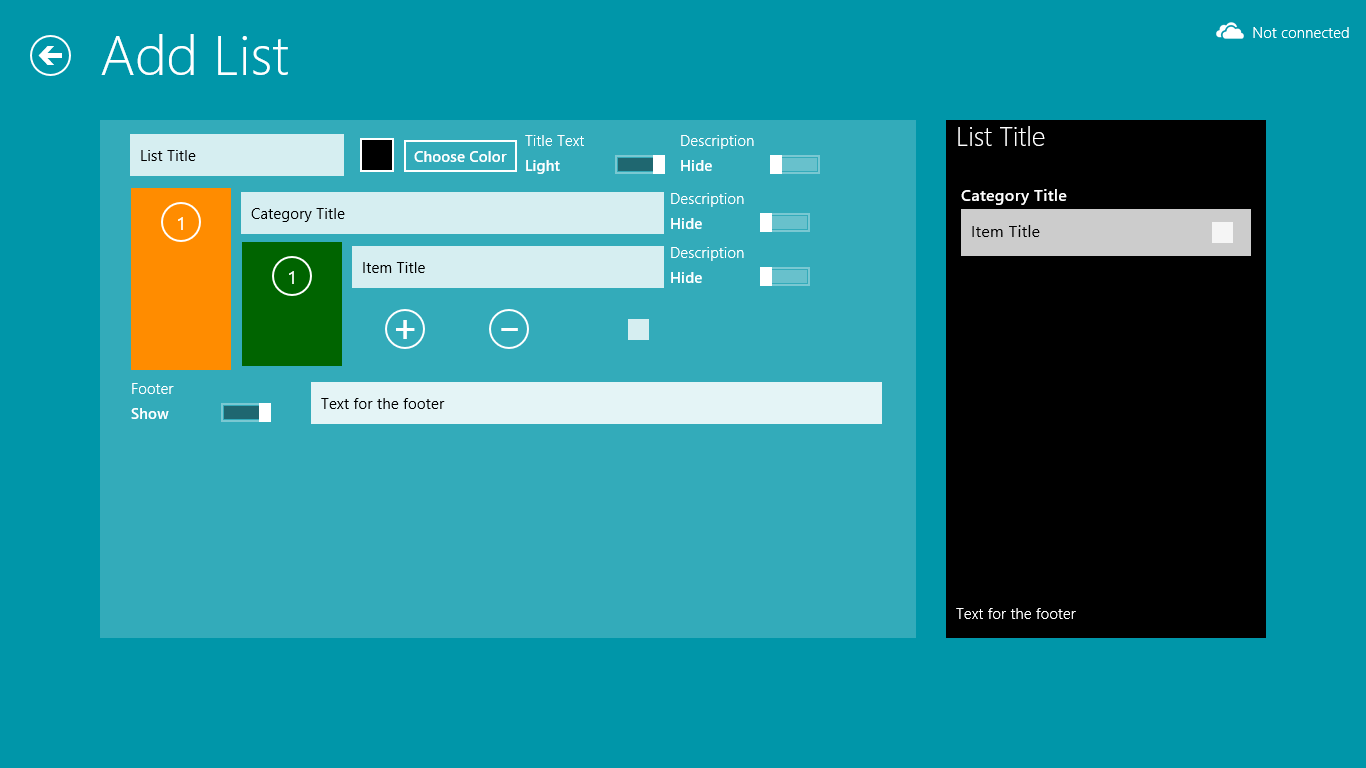 Add List
Not connected
List Title
Choose Color
Title Text
Light
Description
Hide
1
Category Title
Description
Hide
1
Item Title
Description
Hide
Footer
Show
Text for the footer
List Title
Category Title
Item Title
Text for the footer